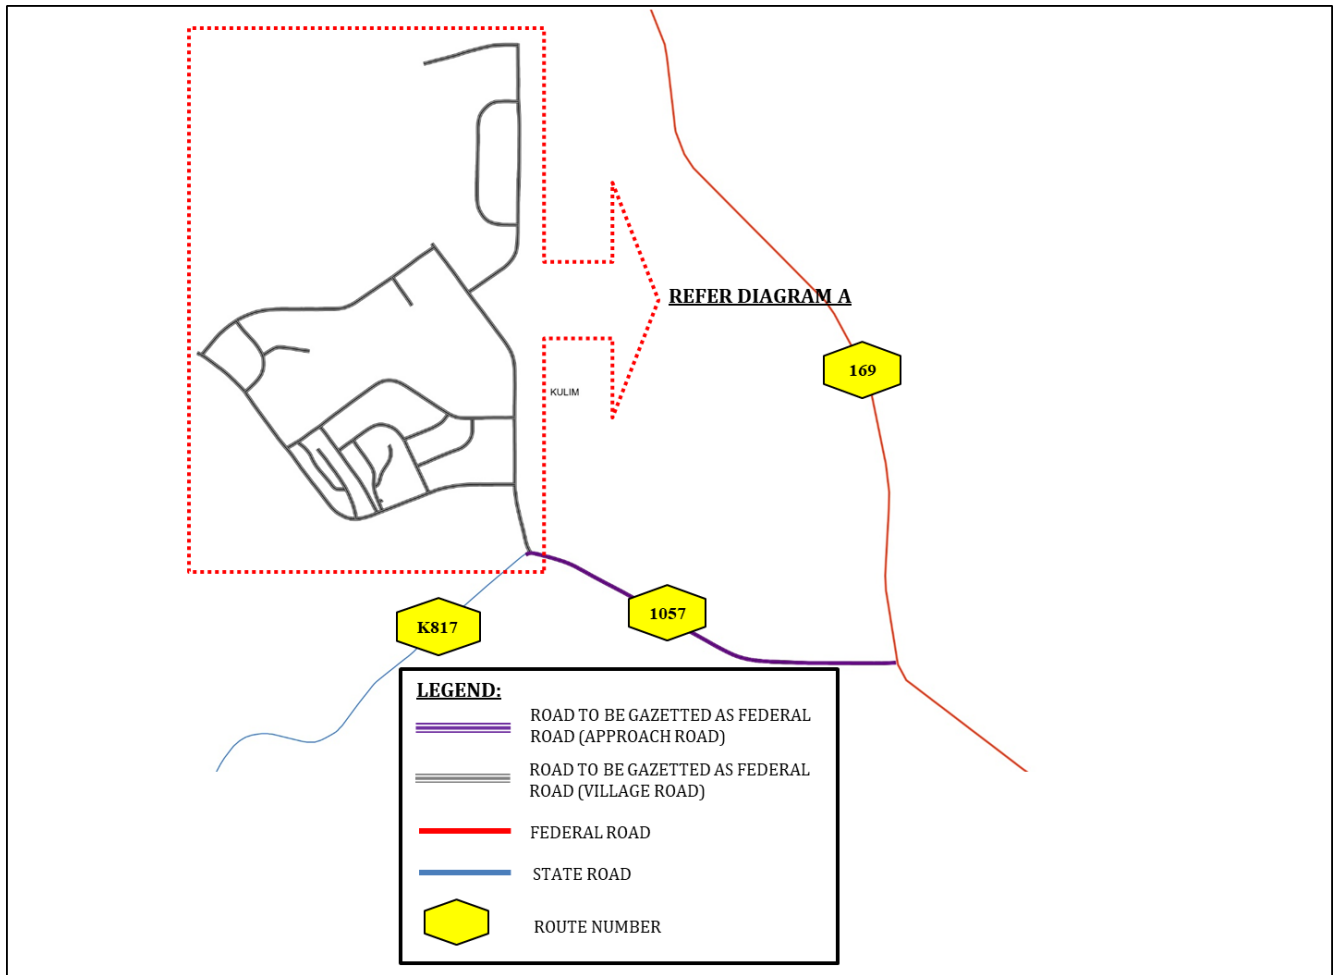 REFER DIAGRAM A
169
KULIM
1057
K817
LEGEND:
ROAD TO BE GAZETTED AS FEDERAL
ROAD (APPROACH ROAD)
ROAD TO BE GAZETTED AS FEDERAL
ROAD (VILLAGE ROAD)
FEDERAL ROAD
STATE ROAD
ROUTE NUMBER